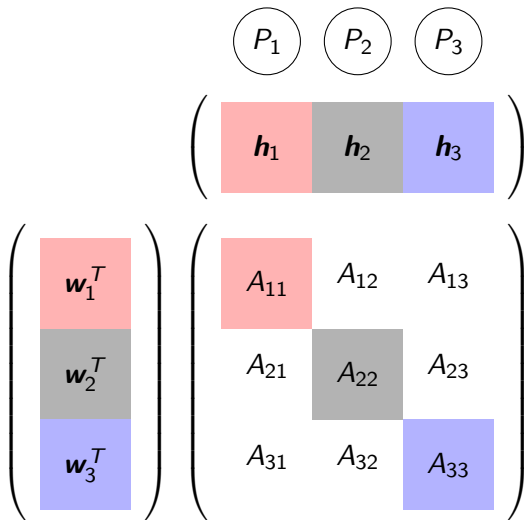 P₁ P₂ P₃
( 𝒉₁ 𝒉₂ 𝒉₃ )
𝒘₁ᵀ A₁₁ A₁₂ A₁₃
𝒘₂ᵀ A₂₁ A₂₂ A₂₃
𝒘₃ᵀ A₃₁ A₃₂ A₃₃